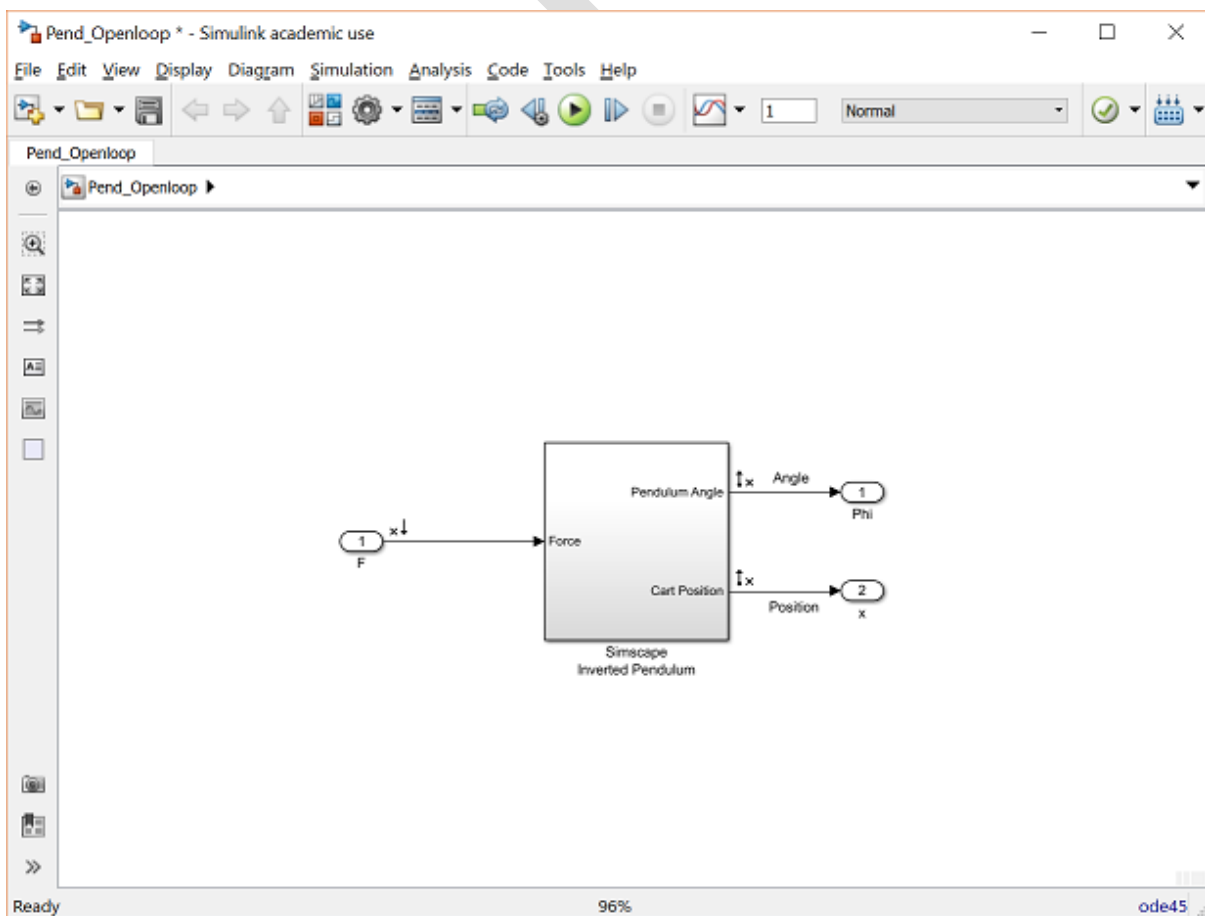 Pend_Openloop * - Simulink academic use
File Edit View Display Diagram Simulation Analysis Code Tools Help
1 Normal
Pend_Openloop
Pend_Openloop
Pendulum Angle
Angle
1
Phi
1
F
Force
Cart Position
Position
2
x
Simscape
Inverted Pendulum
Ready 96% ode45